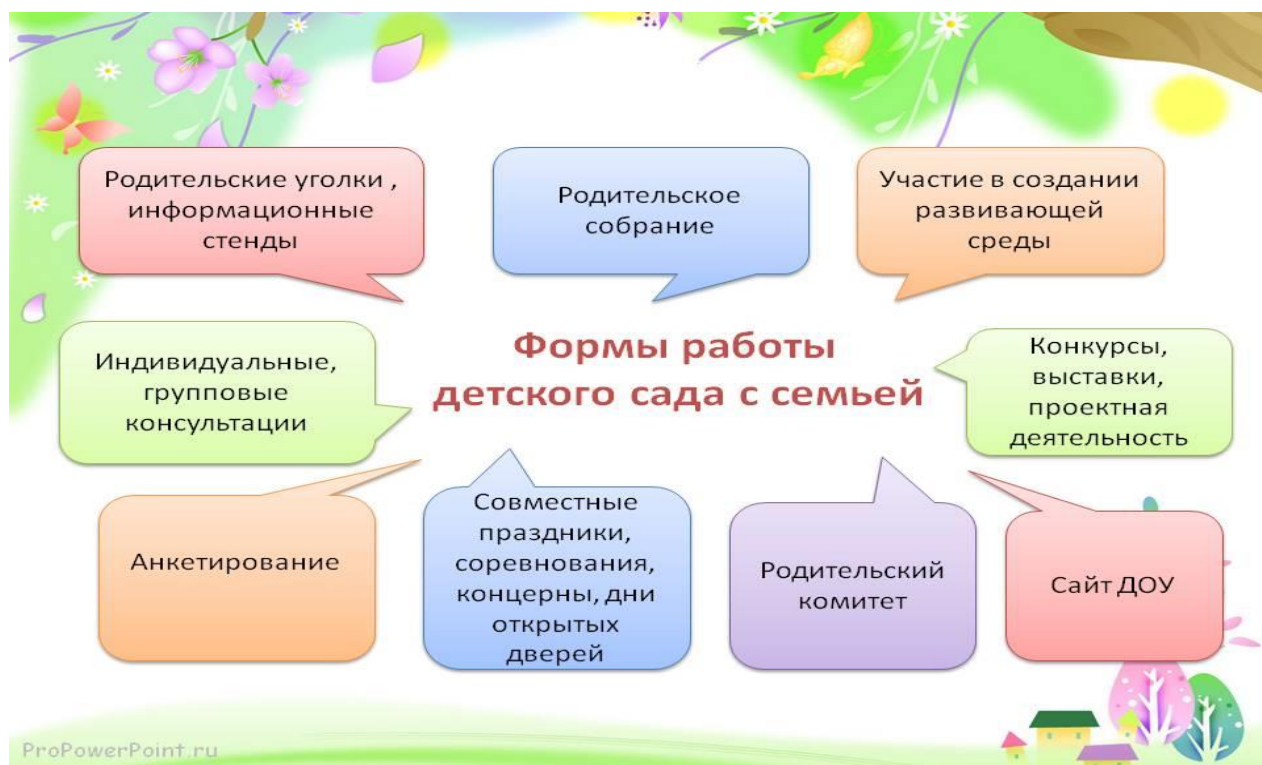 Родительские уголки ,
информационные
стенды
Родительское
собрание
Участие в создании
развивающей
среды
Формы работы
детского сада с семьей
Индивидуальные,
групповые
консультации
Конкурсы,
выставки,
проектная
деятельность
Анкетирование
Совместные
праздники,
соревнования,
концерны, дни
открытых
дверей
Родительский
комитет
Сайт ДОУ
ProPowerPoint.ru